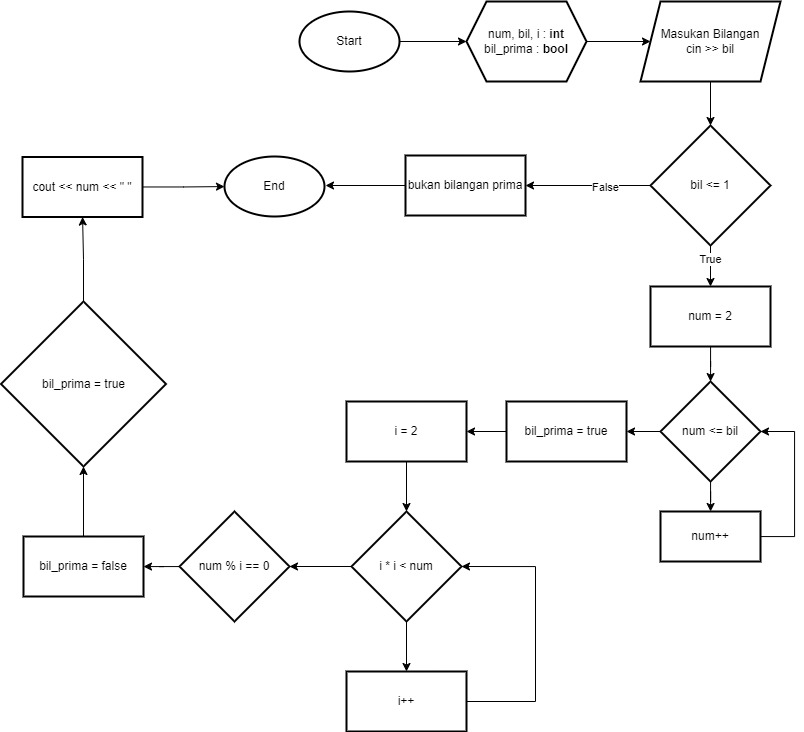 Start
num, bil, i : int
bil_prima : bool
Masukan Bilangan
cin >> bil
bil <= 1
False
bukan bilangan prima
End
cout << num << " "
True
num = 2
num <= bil
num++
bil_prima = true
i = 2
i * i < num
i++
num % i == 0
bil_prima = false
bil_prima = true